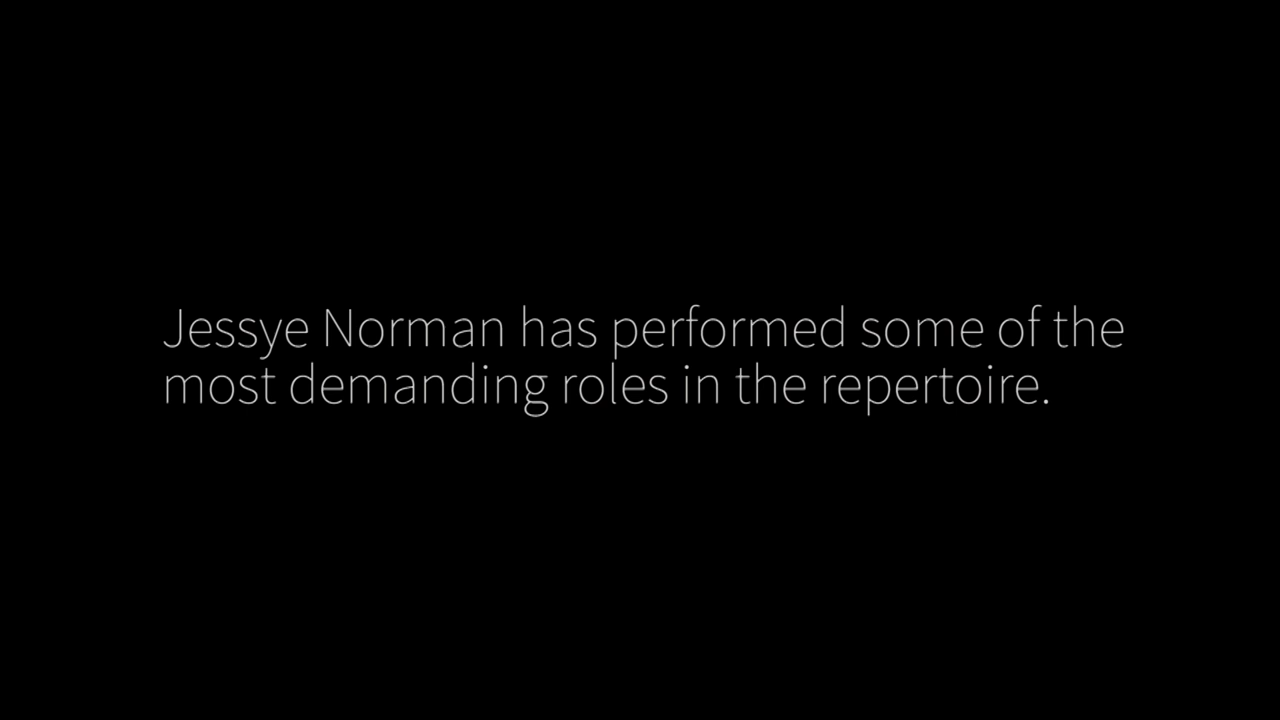 Jessye Norman has performed some of the
most demanding roles in the repertoire.